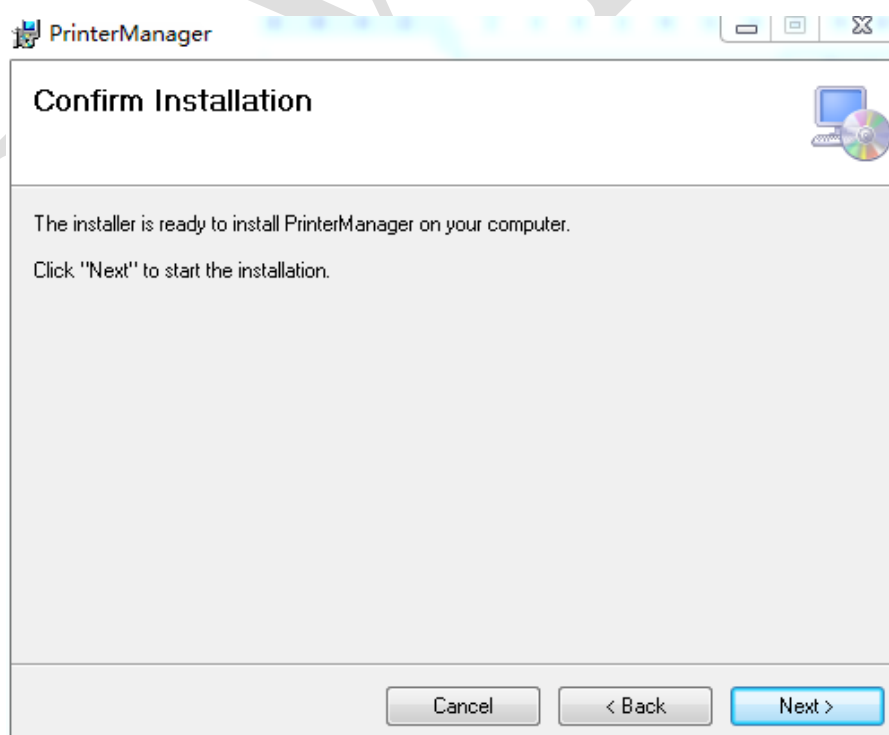 PrinterManager
Confirm Installation
The installer is ready to install PrinterManager on your computer.
Click "Next" to start the installation.
Cancel
< Back
Next >